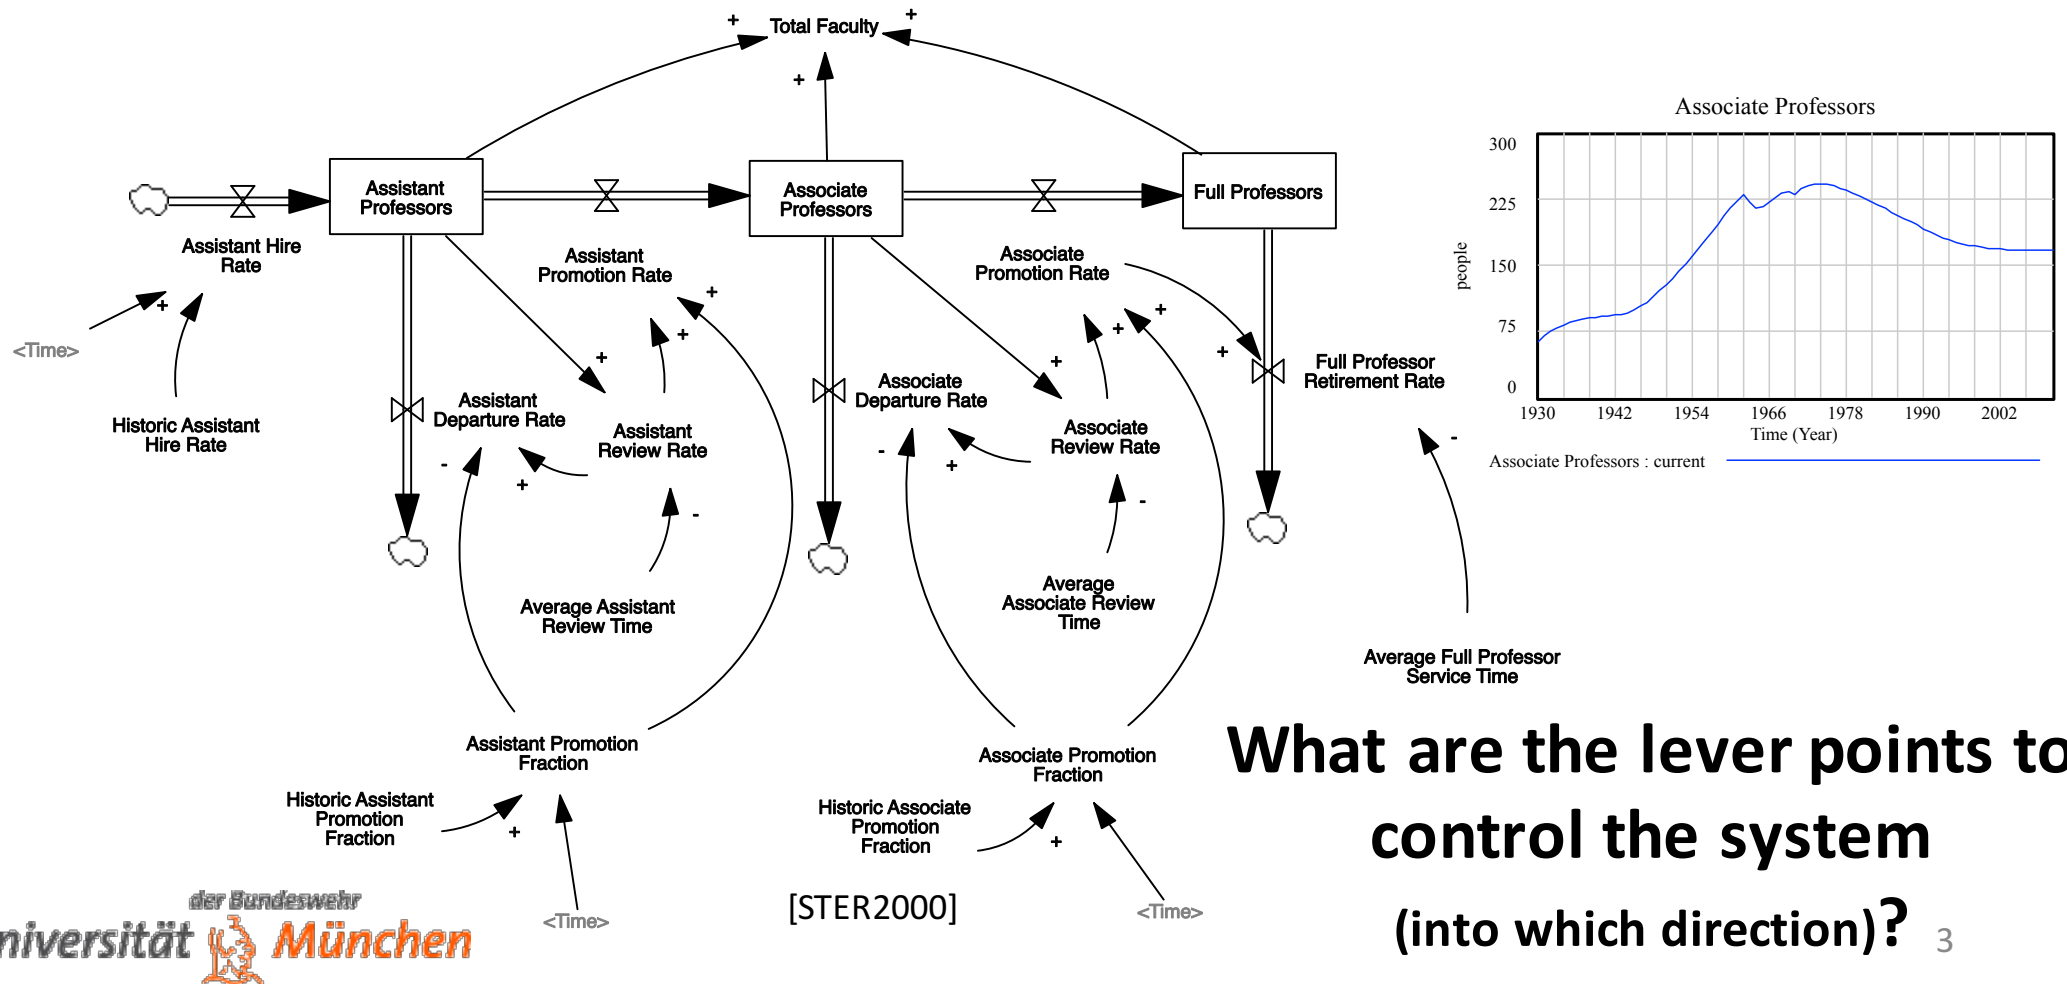 +
Total Faculty
+
+
Assistant
Professors
Associate
Professors
Full Professors
Assistant Hire
Rate
+
<Time>
Historic Assistant
Hire Rate
Assistant
Promotion Rate
+
+
+
Assistant
Departure Rate
-
+
Assistant
Review Rate
-
Average Assistant
Review Time
Assistant Promotion
Fraction
Historic Assistant
Promotion
Fraction
+
<Time>
Associate
Promotion Rate
+
+
+
+
Associate
Departure Rate
-
+
Associate
Review Rate
-
Average
Associate Review
Time
Associate Promotion
Fraction
Historic Associate
Promotion
Fraction
+
<Time>
Full Professor
Retirement Rate
-
Average Full Professor
Service Time
Associate Professors
300
225
150
75
0
people
1930 1942 1954 1966 1978 1990 2002
Time (Year)
Associate Professors : current
What are the lever points to
control the system
(into which direction)?
[STER2000]
der Bundeswehr
niversität München
3